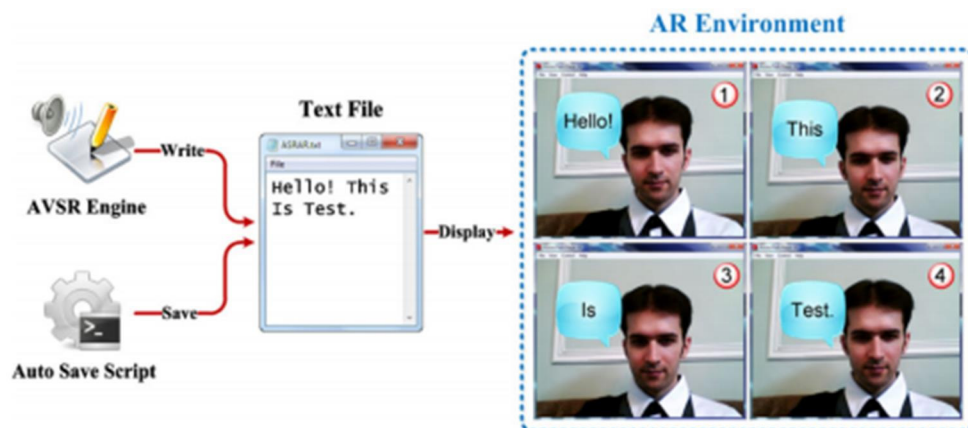 AR Environment
Text File
AVSR Engine
Write
ASRAR.txt
File
Hello! This
Is Test.
Display
Save
>_
Auto Save Script
1
Hello!
2
This
3
Is
4
Test.